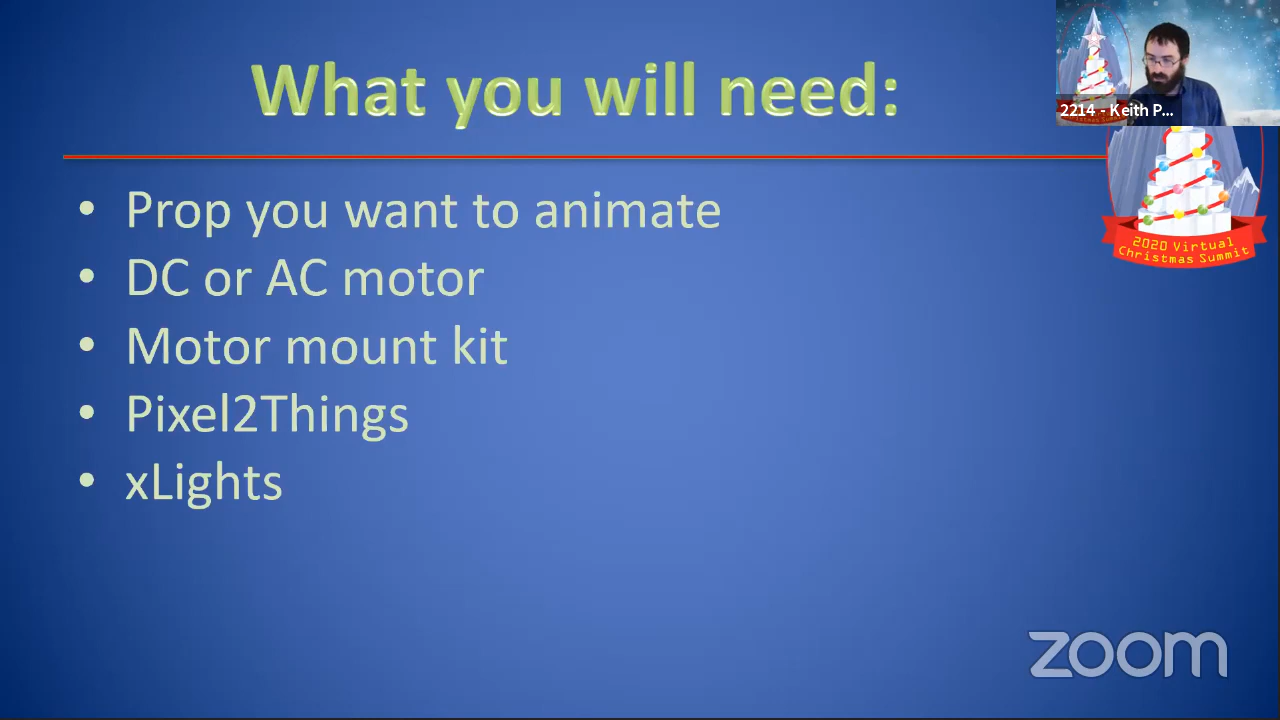 What you will need:
2214 - Keith P...
• Prop you want to animate
• DC or AC motor
• Motor mount kit
• Pixel2Things
• xLights
2020 Virtual
Christmas Summit
zoom